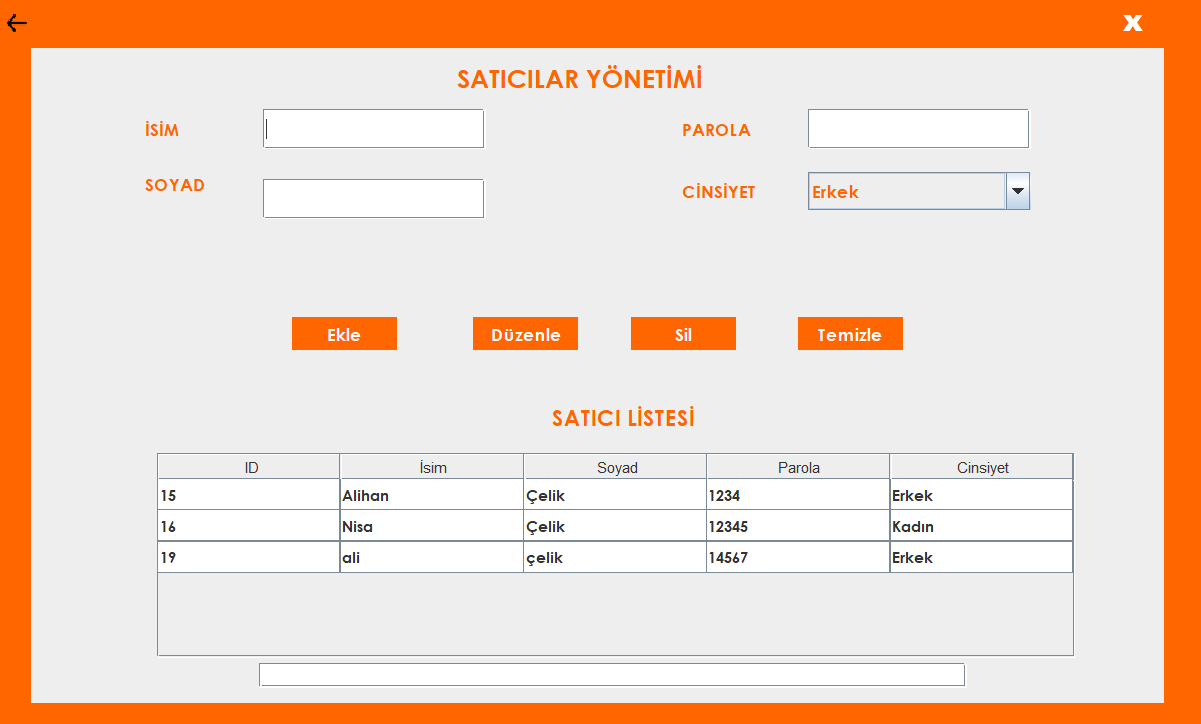 X
SATICILAR YÖNETİMİ
İSİM
PAROLA
SOYAD
CİNSİYET
Erkek
Ekle
Düzenle
Sil
Temizle
SATICI LİSTESİ
ID İsim Soyad Parola Cinsiyet
15 Alihan Çelik 1234 Erkek
16 Nisa Çelik 12345 Kadın
19 ali çelik 14567 Erkek